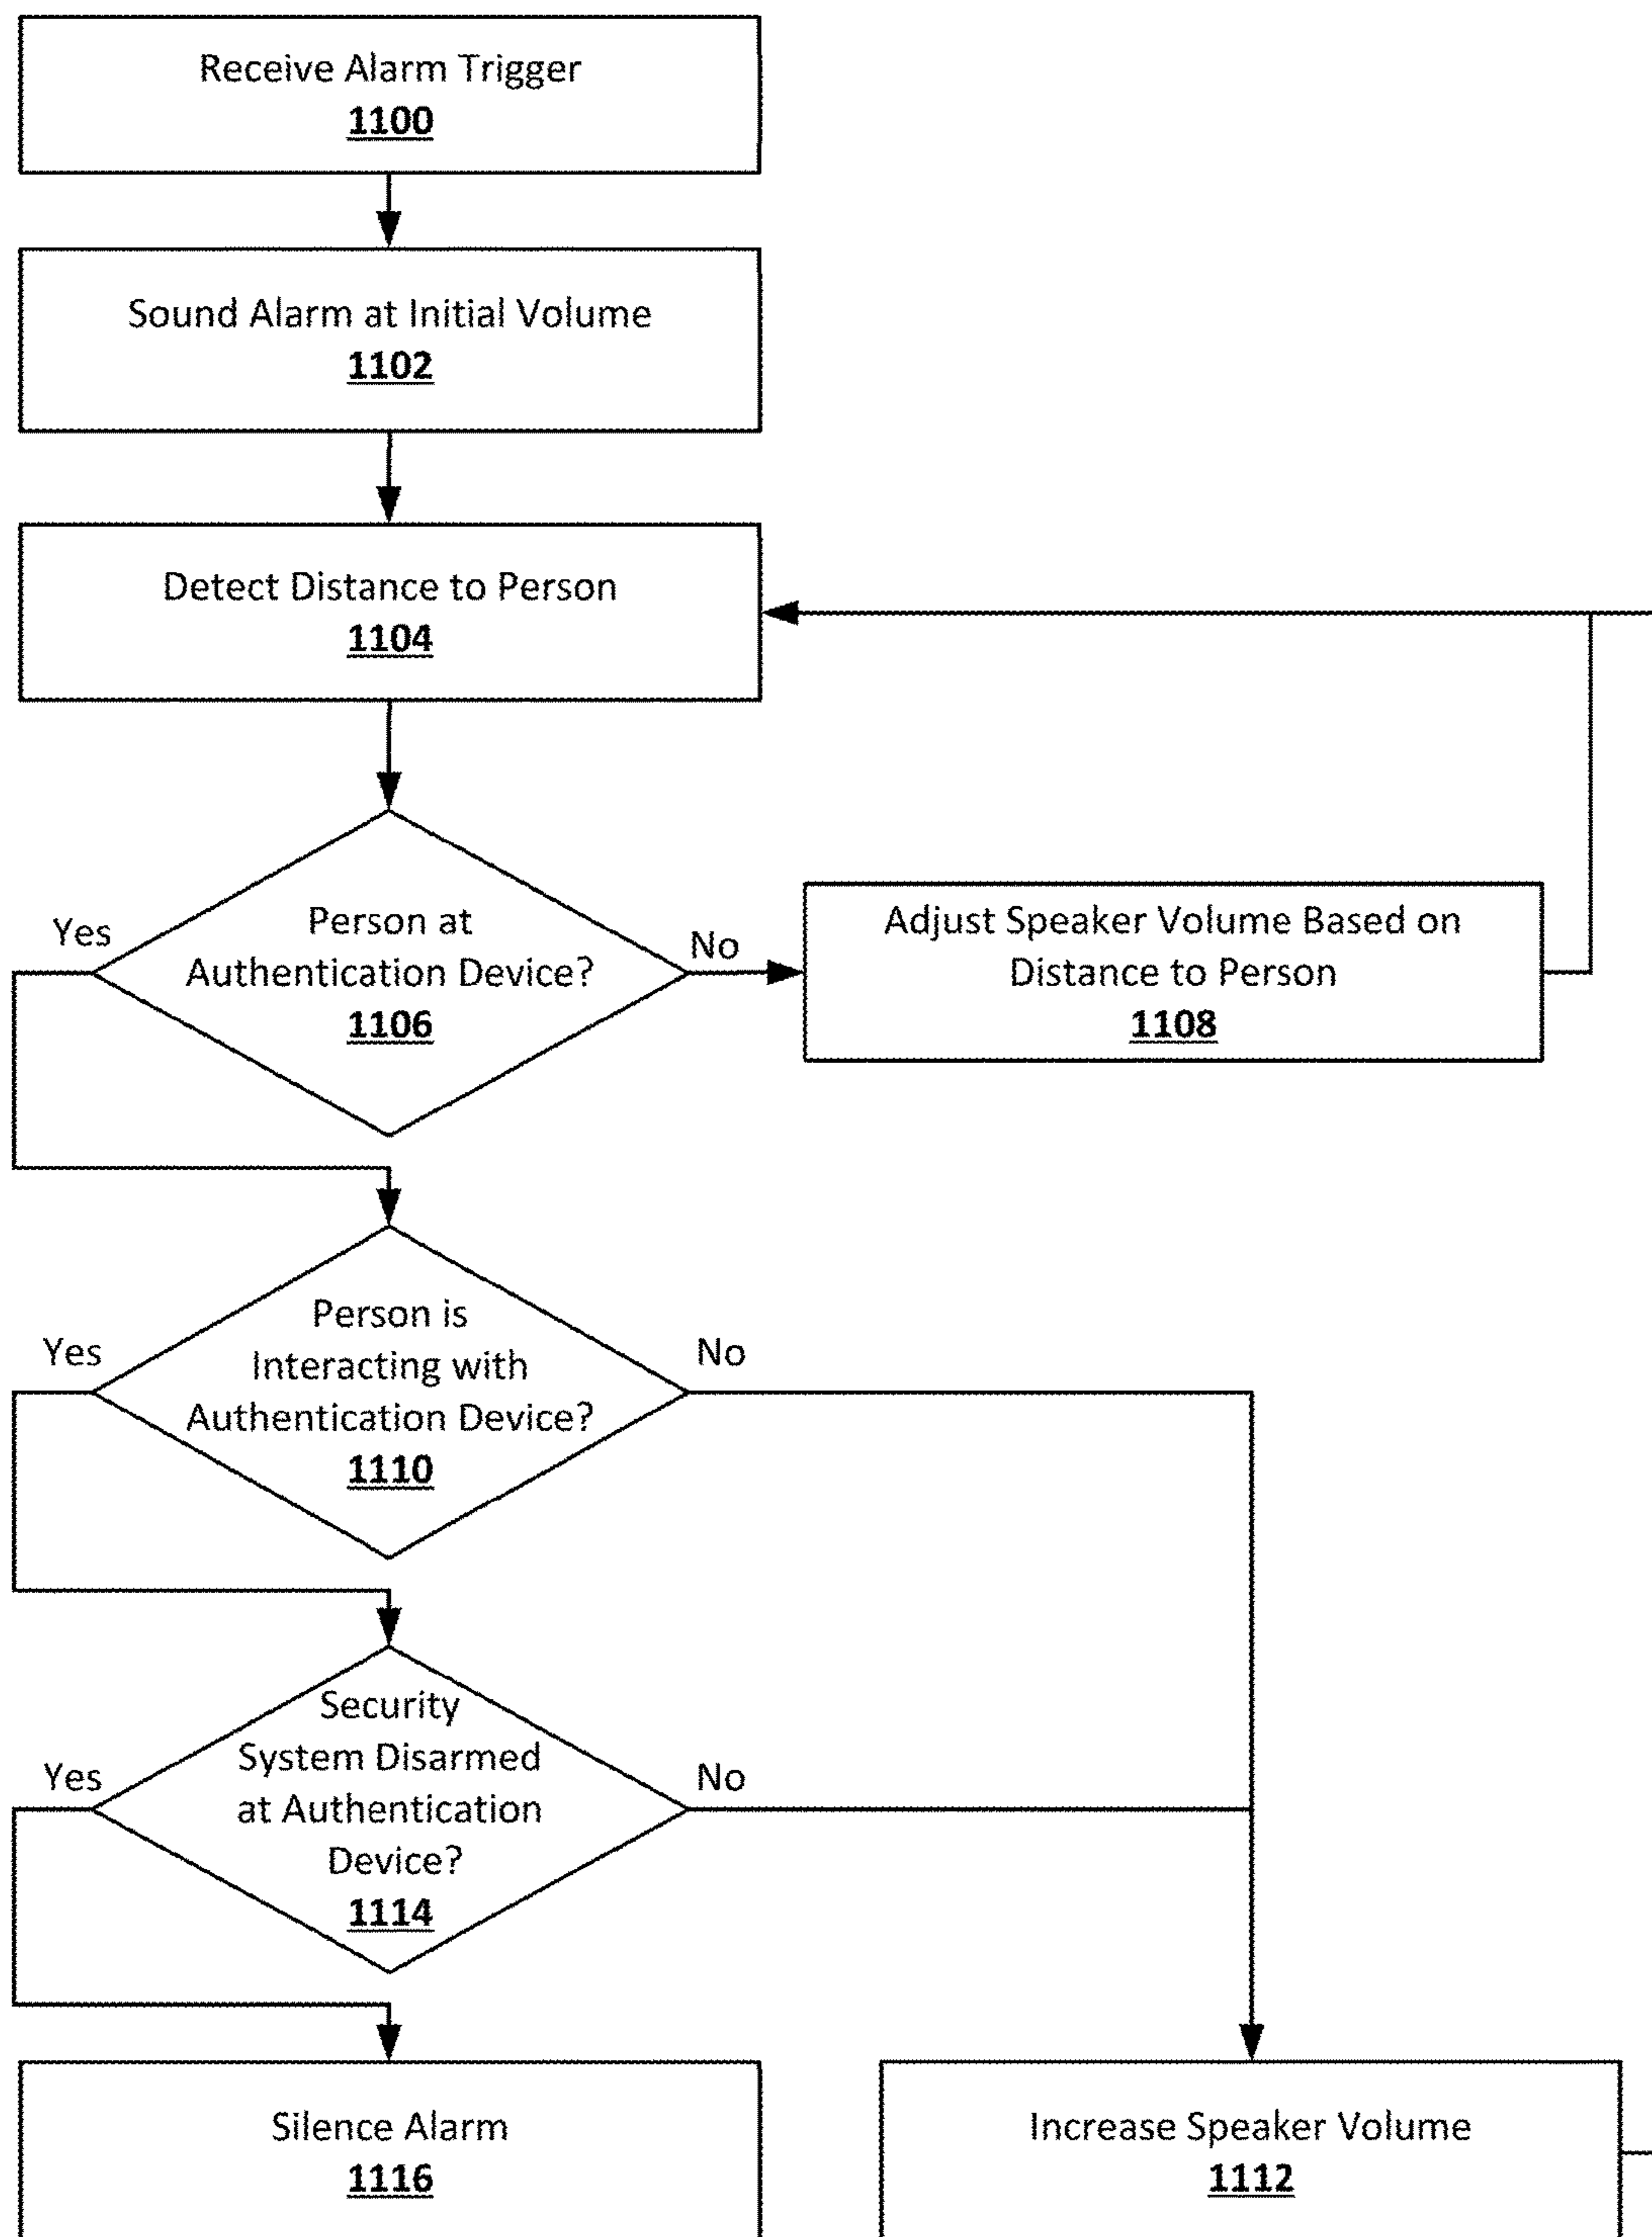 Receive Alarm Trigger
1100
Sound Alarm at Initial Volume
1102
Detect Distance to Person
1104
Person at
Authentication Device?
1106
Yes
No
Adjust Speaker Volume Based on
Distance to Person
1108
Person is
Interacting with
Authentication Device?
1110
Yes
No
Security
System Disarmed
at Authentication
Device?
1114
Yes
No
Silence Alarm
1116
Increase Speaker Volume
1112